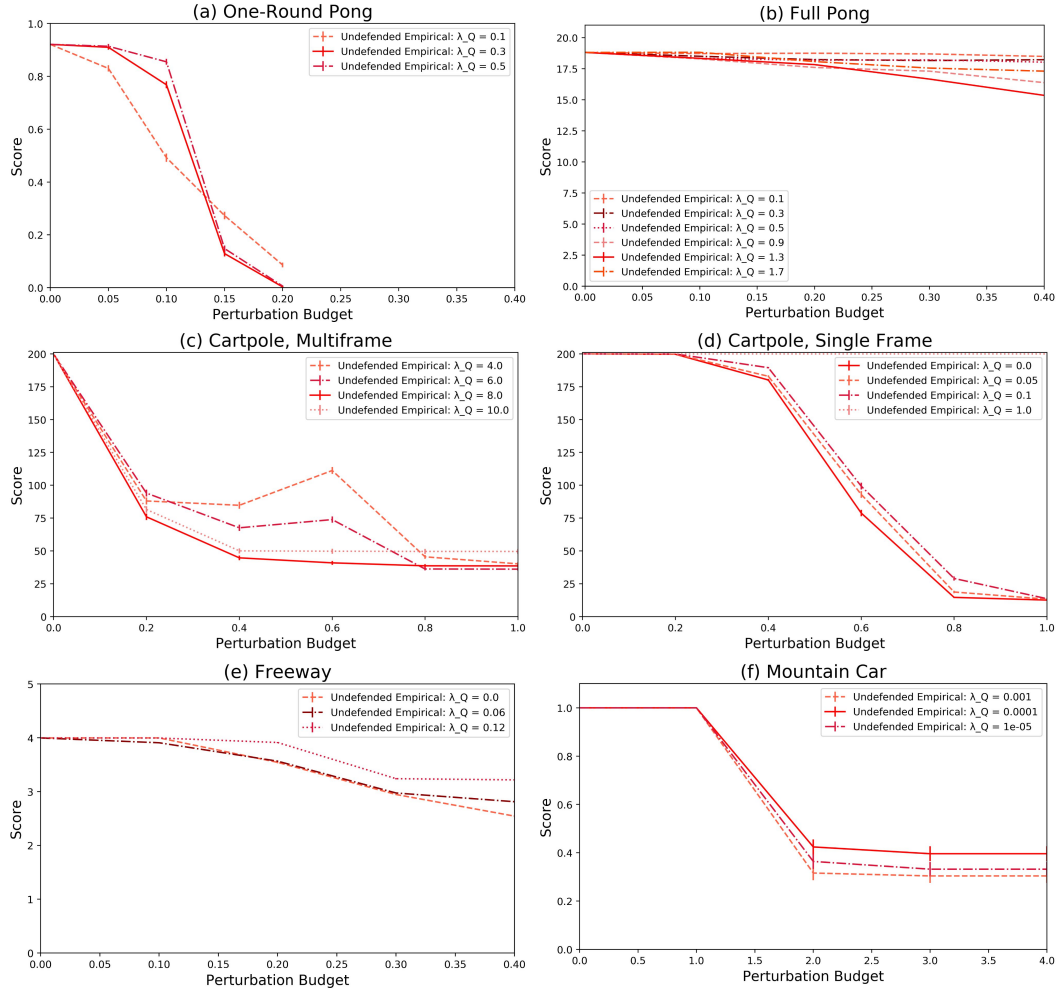 (a) One-Round Pong
1.0
0.8
0.6
0.4
0.2
0.0
Score
0.00 0.05 0.10 0.15 0.20 0.25 0.30 0.35 0.40
Perturbation Budget
Undefended Empirical: λ_Q = 0.1
Undefended Empirical: λ_Q = 0.3
Undefended Empirical: λ_Q = 0.5
(b) Full Pong
20.0
17.5
15.0
12.5
10.0
7.5
5.0
2.5
0.0
Score
0.00 0.05 0.10 0.15 0.20 0.25 0.30 0.35 0.40
Perturbation Budget
Undefended Empirical: λ_Q = 0.1
Undefended Empirical: λ_Q = 0.3
Undefended Empirical: λ_Q = 0.5
Undefended Empirical: λ_Q = 0.9
Undefended Empirical: λ_Q = 1.3
Undefended Empirical: λ_Q = 1.7
(c) Cartpole, Multiframe
200
175
150
125
100
75
50
25
0
Score
0.0 0.2 0.4 0.6 0.8 1.0
Perturbation Budget
Undefended Empirical: λ_Q = 4.0
Undefended Empirical: λ_Q = 6.0
Undefended Empirical: λ_Q = 8.0
Undefended Empirical: λ_Q = 10.0
(d) Cartpole, Single Frame
200
175
150
125
100
75
50
25
0
Score
0.0 0.2 0.4 0.6 0.8 1.0
Perturbation Budget
Undefended Empirical: λ_Q = 0.0
Undefended Empirical: λ_Q = 0.05
Undefended Empirical: λ_Q = 0.1
Undefended Empirical: λ_Q = 1.0
(e) Freeway
5
4
3
2
1
0
Score
0.00 0.05 0.10 0.15 0.20 0.25 0.30 0.35 0.40
Perturbation Budget
Undefended Empirical: λ_Q = 0.0
Undefended Empirical: λ_Q = 0.06
Undefended Empirical: λ_Q = 0.12
(f) Mountain Car
1.0
0.8
0.6
0.4
0.2
0.0
Score
0.0 0.5 1.0 1.5 2.0 2.5 3.0 3.5 4.0
Perturbation Budget
Undefended Empirical: λ_Q = 0.001
Undefended Empirical: λ_Q = 0.0001
Undefended Empirical: λ_Q = 1e-05